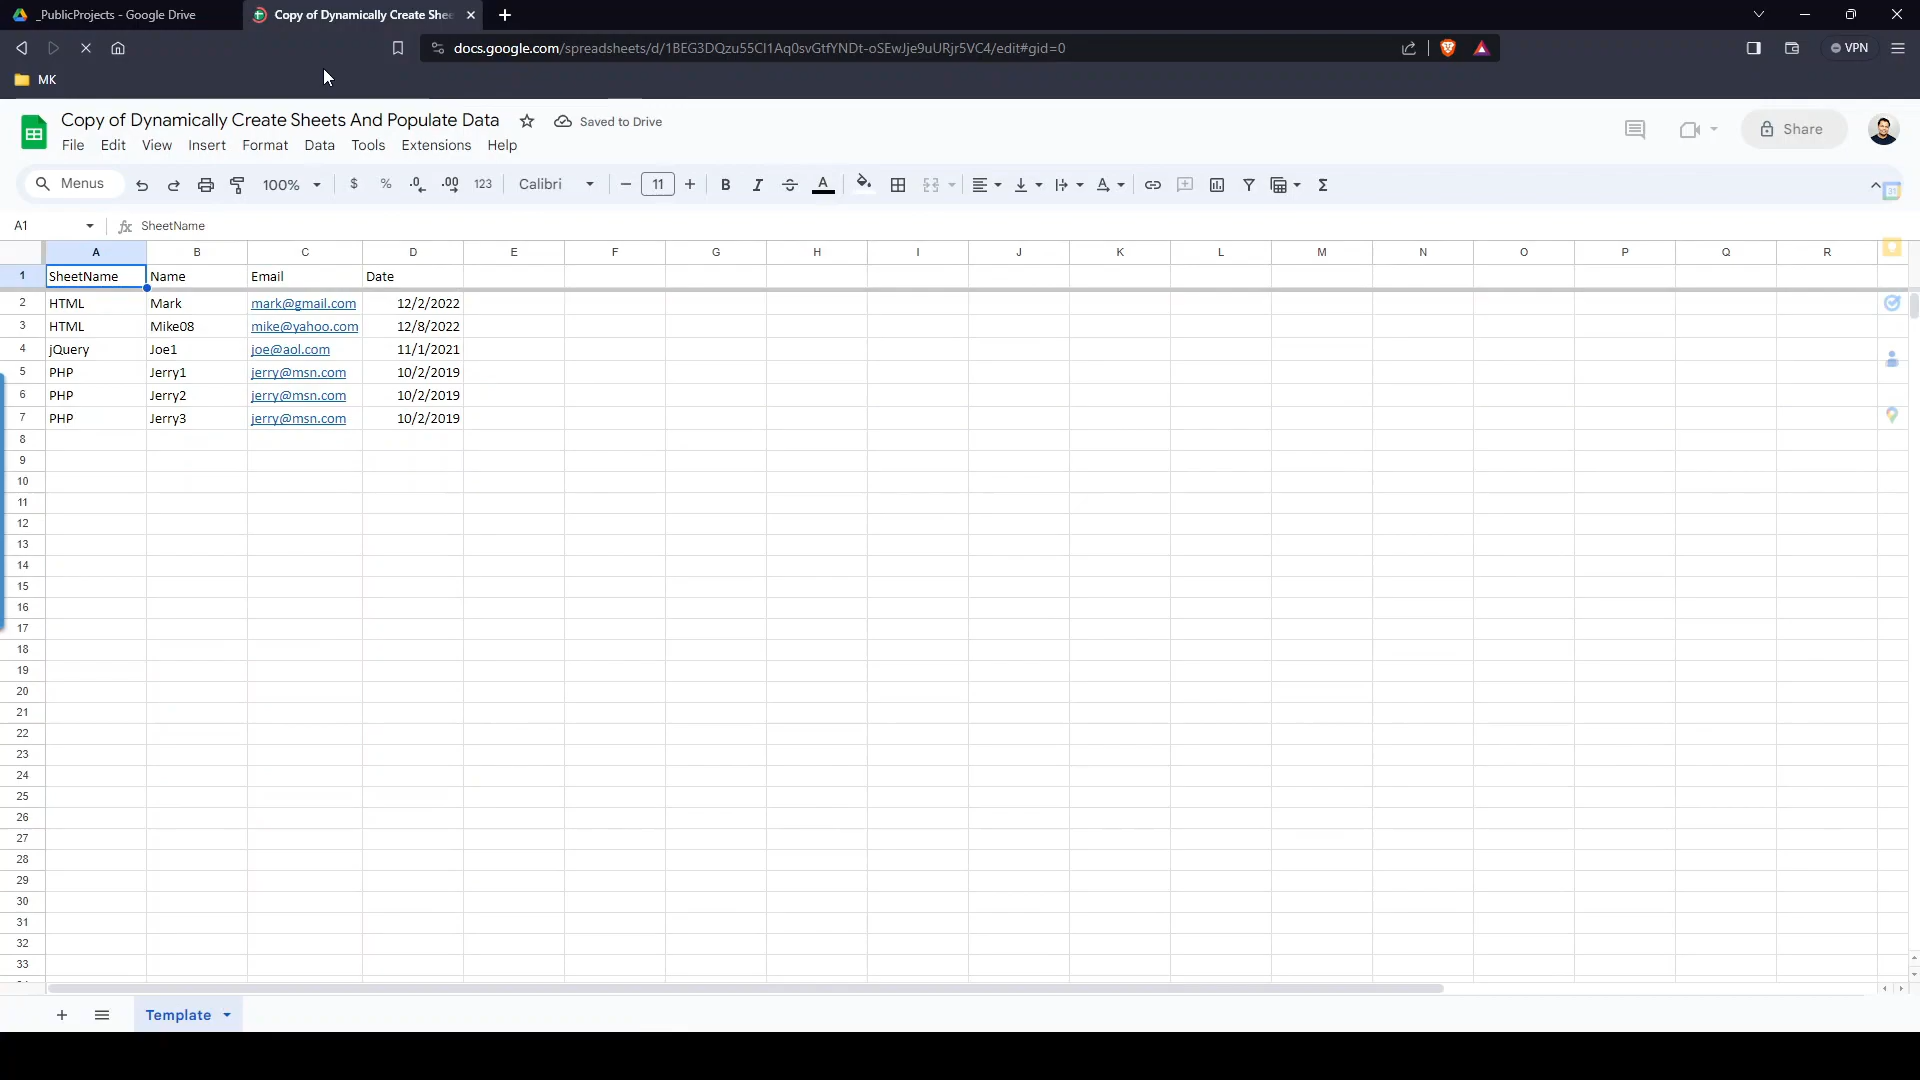 _PublicProjects - Google Drive
Copy of Dynamically Create Shee
docs.google.com/spreadsheets/d/1BEG3DQzu55Cl1Aq0svGtfYNDt-oSEwJje9uURjr5VC4/edit#gid=0
VPN
MK
Copy of Dynamically Create Sheets And Populate Data
Saved to Drive
Share
File Edit View Insert Format Data Tools Extensions Help
Menus 100% $ % .0 .00 123 Calibri 11 B I A Σ
31
A1 fx SheetName
A B C D E F G H I J K L M N O P Q R
1 SheetName Name Email Date
2 HTML Mark mark@gmail.com 12/2/2022
3 HTML Mike08 mike@yahoo.com 12/8/2022
4 jQuery Joe1 joe@aol.com 11/1/2021
5 PHP Jerry1 jerry@msn.com 10/2/2019
6 PHP Jerry2 jerry@msn.com 10/2/2019
7 PHP Jerry3 jerry@msn.com 10/2/2019
8
9
10
11
12
13
14
15
16
17
18
19
20
21
22
23
24
25
26
27
28
29
30
31
32
33
Template